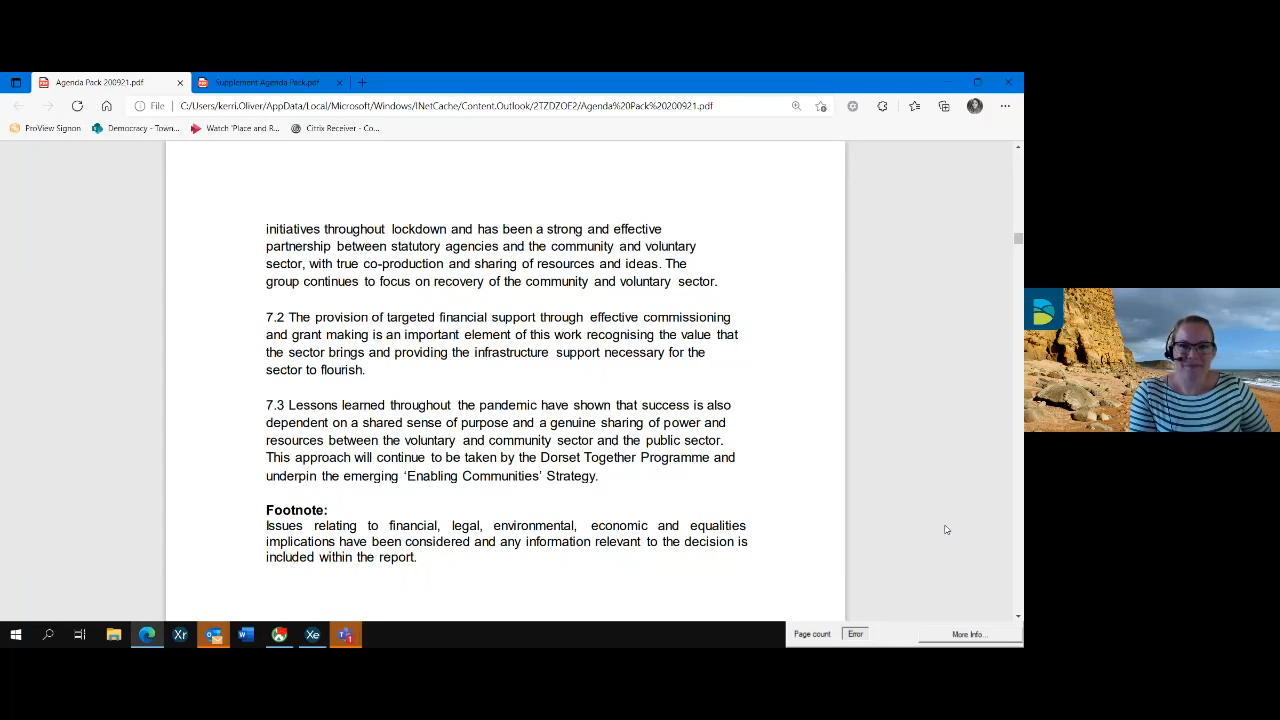 Agenda Pack 200921.pdf
Supplement Agenda Pack.pdf
File
C:/Users/kerri.Oliver/AppData/Local/Microsoft/Windows/INetCache/Content.Outlook/2TZDZOE2/Agenda%20Pack%20200921.pdf
ProView Signon
Democracy - Town...
Watch 'Place and R...
Citrix Receiver - Co...
initiatives throughout lockdown and has been a strong and effective
partnership between statutory agencies and the community and voluntary
sector, with true co-production and sharing of resources and ideas. The
group continues to focus on recovery of the community and voluntary sector.
7.2 The provision of targeted financial support through effective commissioning
and grant making is an important element of this work recognising the value that
the sector brings and providing the infrastructure support necessary for the
sector to flourish.
7.3 Lessons learned throughout the pandemic have shown that success is also
dependent on a shared sense of purpose and a genuine sharing of power and
resources between the voluntary and community sector and the public sector.
This approach will continue to be taken by the Dorset Together Programme and
underpin the emerging ‘Enabling Communities’ Strategy.
Footnote:
Issues relating to financial, legal, environmental, economic and equalities
implications have been considered and any information relevant to the decision is
included within the report.
Xr
Xe
Page count
Error
More Info...